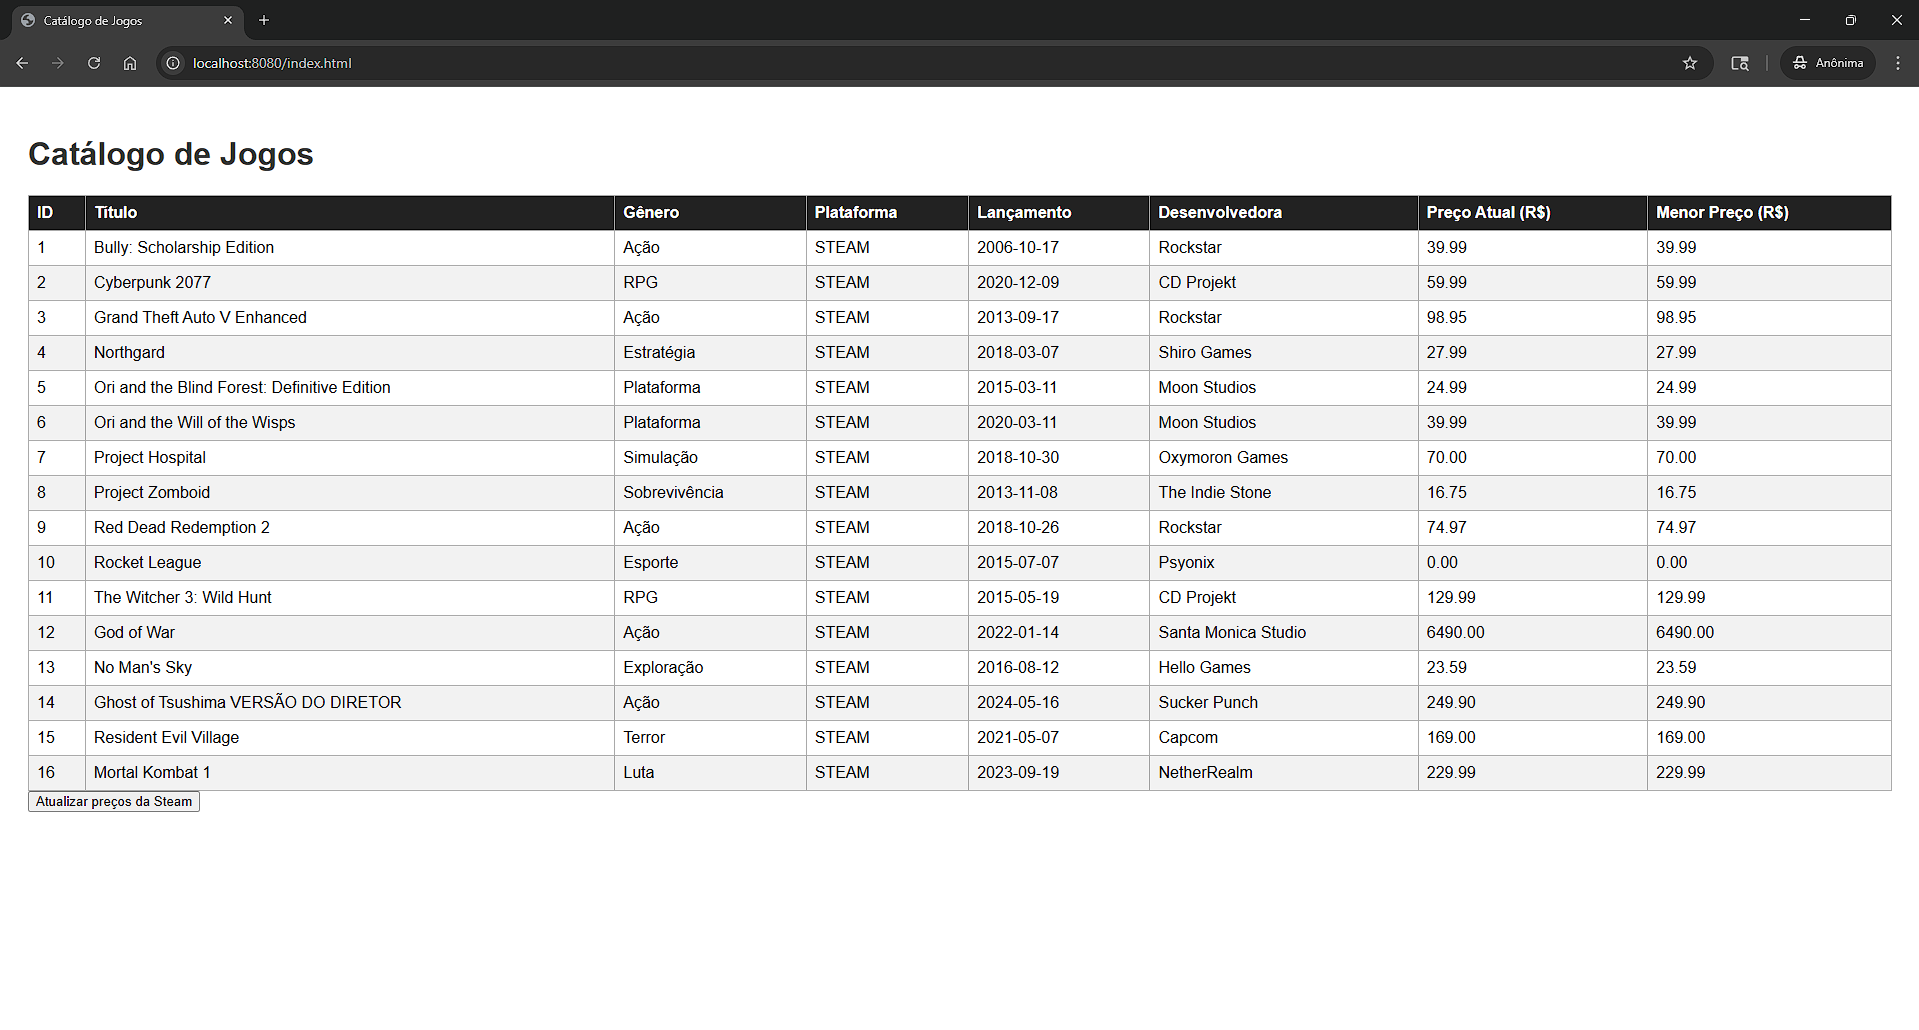 Catálogo de Jogos
localhost:8080/index.html
Anônima
Catálogo de Jogos
ID Título Gênero Plataforma Lançamento Desenvolvedora Preço Atual (R$) Menor Preço (R$)
1 Bully: Scholarship Edition Ação STEAM 2006-10-17 Rockstar 39.99 39.99
2 Cyberpunk 2077 RPG STEAM 2020-12-09 CD Projekt 59.99 59.99
3 Grand Theft Auto V Enhanced Ação STEAM 2013-09-17 Rockstar 98.95 98.95
4 Northgard Estratégia STEAM 2018-03-07 Shiro Games 27.99 27.99
5 Ori and the Blind Forest: Definitive Edition Plataforma STEAM 2015-03-11 Moon Studios 24.99 24.99
6 Ori and the Will of the Wisps Plataforma STEAM 2020-03-11 Moon Studios 39.99 39.99
7 Project Hospital Simulação STEAM 2018-10-30 Oxymoron Games 70.00 70.00
8 Project Zomboid Sobrevivência STEAM 2013-11-08 The Indie Stone 16.75 16.75
9 Red Dead Redemption 2 Ação STEAM 2018-10-26 Rockstar 74.97 74.97
10 Rocket League Esporte STEAM 2015-07-07 Psyonix 0.00 0.00
11 The Witcher 3: Wild Hunt RPG STEAM 2015-05-19 CD Projekt 129.99 129.99
12 God of War Ação STEAM 2022-01-14 Santa Monica Studio 6490.00 6490.00
13 No Man's Sky Exploração STEAM 2016-08-12 Hello Games 23.59 23.59
14 Ghost of Tsushima VERSÃO DO DIRETOR Ação STEAM 2024-05-16 Sucker Punch 249.90 249.90
15 Resident Evil Village Terror STEAM 2021-05-07 Capcom 169.00 169.00
16 Mortal Kombat 1 Luta STEAM 2023-09-19 NetherRealm 229.99 229.99
Atualizar preços da Steam